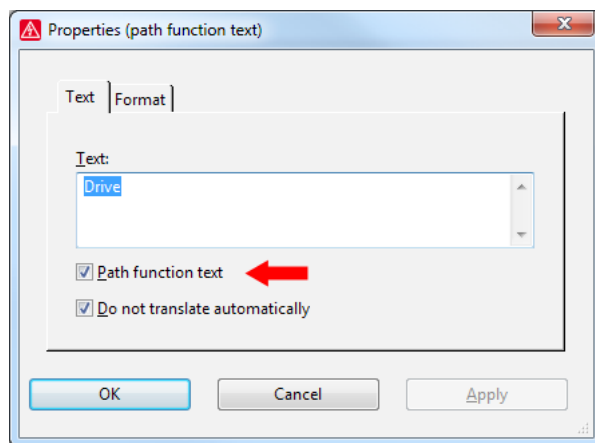 Properties (path function text)
Text Format
Text:
Drive
Path function text
Do not translate automatically
OK Cancel Apply